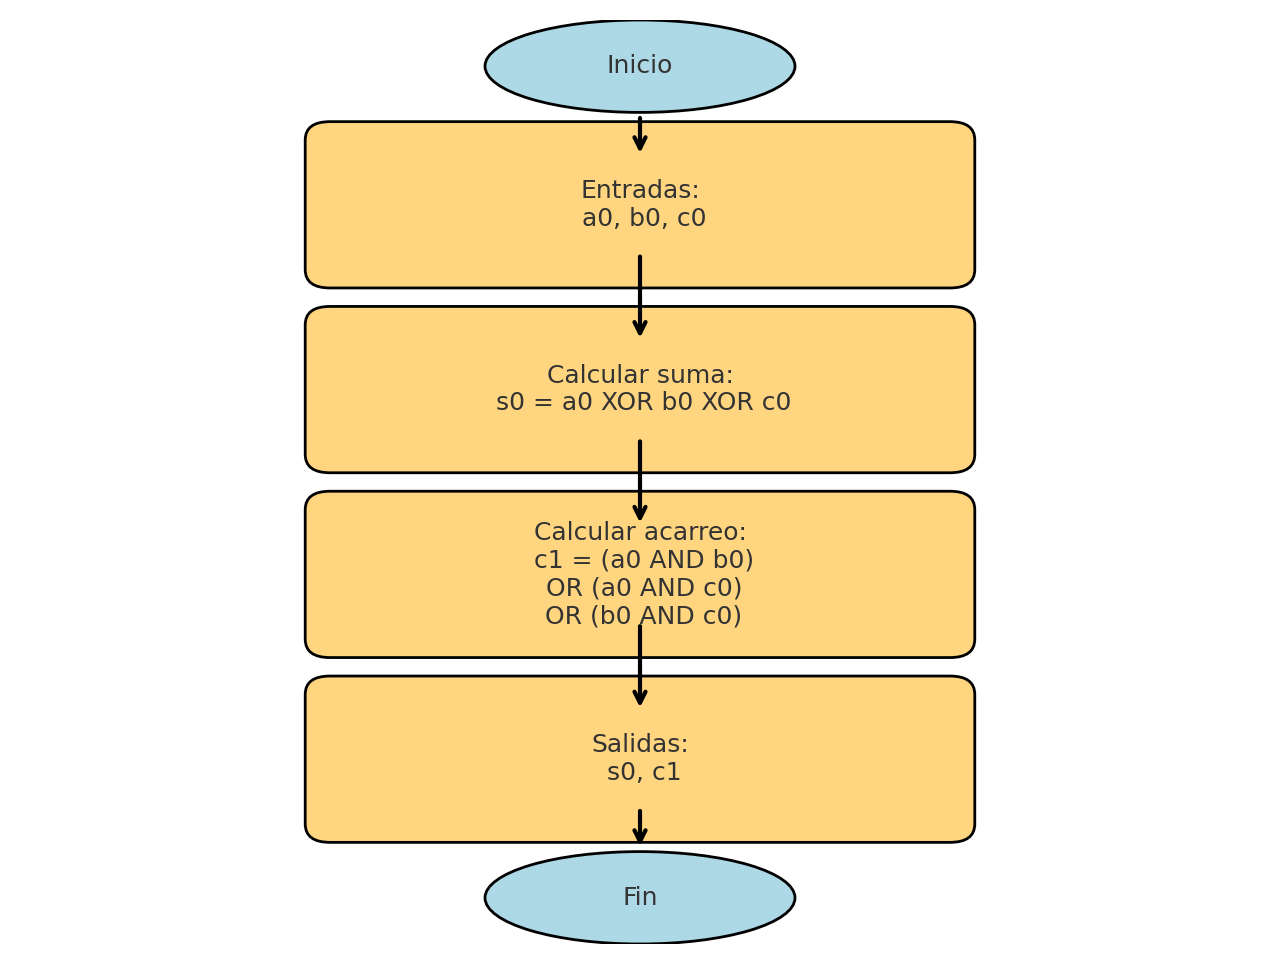 Inicio
Entradas:
a0, b0, c0
Calcular suma:
s0 = a0 XOR b0 XOR c0
Calcular acarreo:
c1 = (a0 AND b0)
OR (a0 AND c0)
OR (b0 AND c0)
Salidas:
s0, c1
Fin